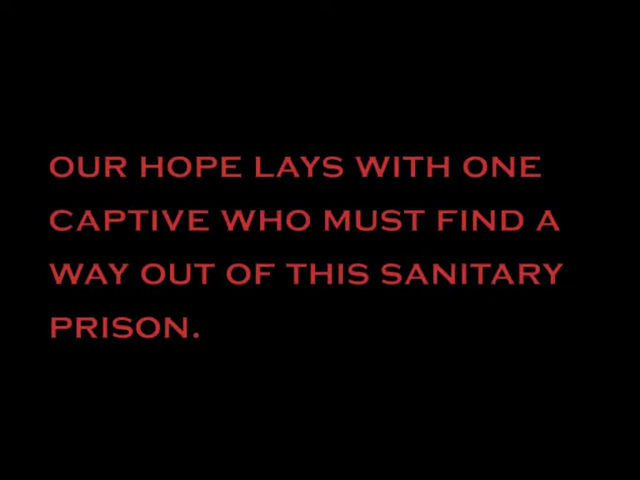 OUR HOPE LAYS WITH ONE
CAPTIVE WHO MUST FIND A
WAY OUT OF THIS SANITARY
PRISON.